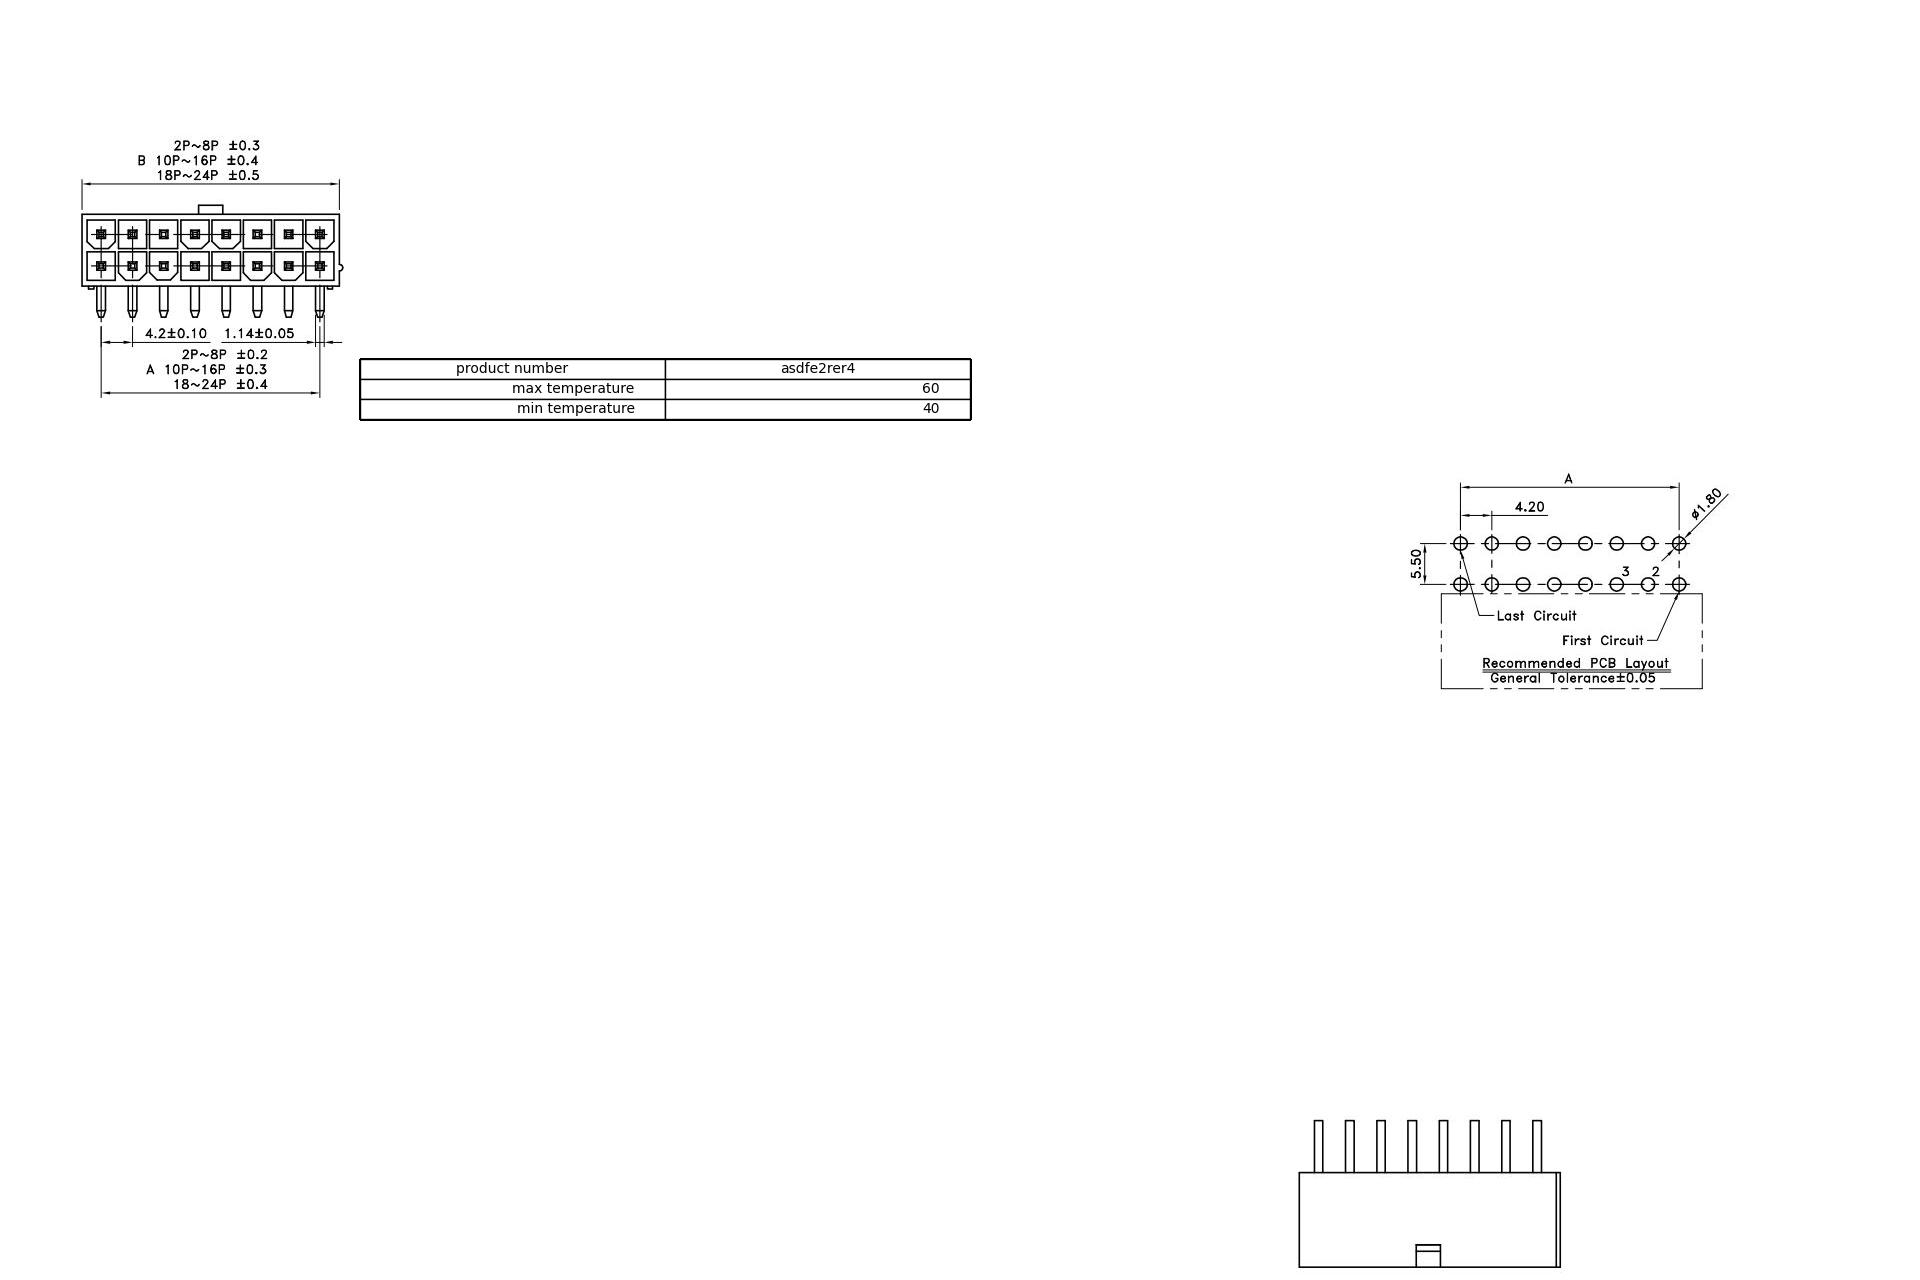 2P~8P ±0.3
B 10P~16P ±0.4
18P~24P ±0.5
4.2±0.10 1.14±0.05
2P~8P ±0.2
A 10P~16P ±0.3
18~24P ±0.4
product number asdfe2rer4
max temperature 60
min temperature 40
A
4.20
ø1.80
5.50
3 2
Last Circuit
First Circuit
Recommended PCB Layout
General Tolerance±0.05